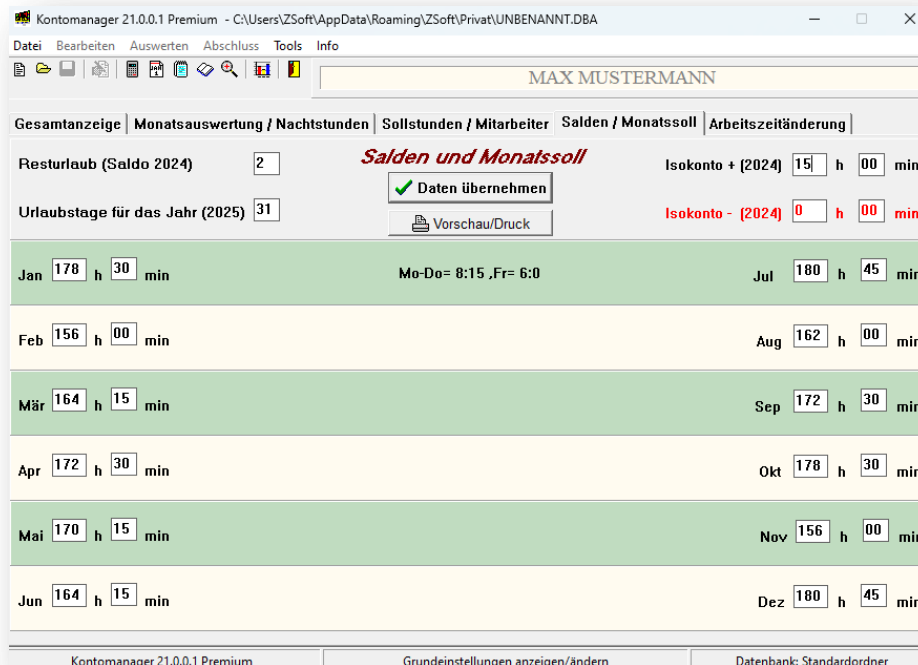 Kontomanager 21.0.0.1 Premium - C:\Users\ZSoft\AppData\Roaming\ZSoft\Privat\UNBENANNT.DBA
Datei Bearbeiten Auswerten Abschluss Tools Info
MAX MUSTERMANN
Gesamtanzeige Monatsauswertung / Nachtstunden Sollstunden / Mitarbeiter Salden / Monatssoll Arbeitszeitänderung
Resturlaub (Saldo 2024) 2 Salden und Monatssoll Isokonto + (2024) 15 h 00 min
Daten übernehmen
Urlaubstage für das Jahr (2025) 31 Vorschau/Druck Isokonto - (2024) 0 h 00 min
Jan 178 h 30 min Mo-Do= 8:15 ,Fr= 6:0 Jul 180 h 45 min
Feb 156 h 00 min Aug 162 h 00 min
Mär 164 h 15 min Sep 172 h 30 min
Apr 172 h 30 min Okt 178 h 30 min
Mai 170 h 15 min Nov 156 h 00 min
Jun 164 h 15 min Dez 180 h 45 min
Kontomanager 21.0.0.1 Premium Grundeinstellungen anzeigen/ändern Datenbank: Standardordner